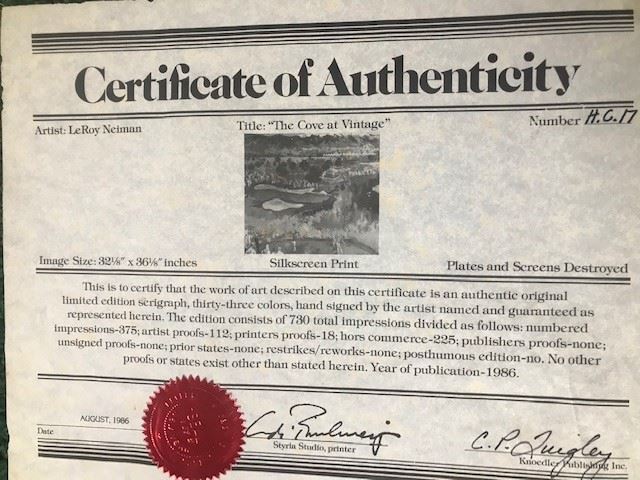 Certificate of Authenticity
Artist: LeRoy Neiman
Title: "The Cove at Vintage"
Number H.C.17
Image Size: 32⅛" x 36⅛" inches
Silkscreen Print
Plates and Screens Destroyed
This is to certify that the work of art described on this certificate is an authentic original
limited edition serigraph, thirty-three colors, hand signed by the artist named and guaranteed as
represented herein. The edition consists of 730 total impressions divided as follows: numbered
impressions-375; artist proofs-112; printers proofs-18; hors commerce-225; publishers proofs-none;
unsigned proofs-none; prior states-none; restrikes/reworks-none; posthumous edition-no. No other
proofs or states exist other than stated herein. Year of publication-1986.
AUGUST, 1986
Date
Styria Studio, printer
C.P. Quigley
Knoedler Publishing Inc.